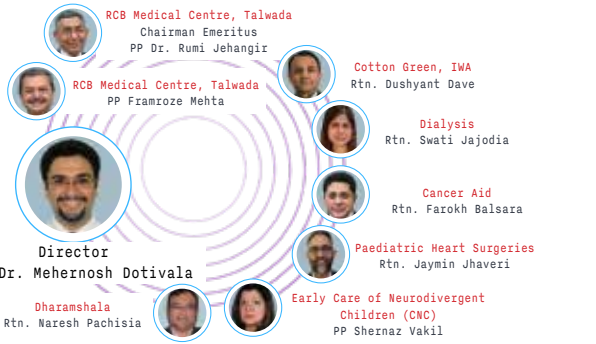 RCB Medical Centre, Talwada
Chairman Emeritus
PP Dr. Rumi Jehangir
RCB Medical Centre, Talwada
PP Framroze Mehta
Cotton Green, IWA
Rtn. Dushyant Dave
Dialysis
Rtn. Swati Jajodia
Cancer Aid
Rtn. Farokh Balsara
Paediatric Heart Surgeries
Rtn. Jaymin Jhaveri
Early Care of Neurodivergent
Children (CNC)
PP Shernaz Vakil
Director
Dr. Mehernosh Dotivala
Dharamshala
Rtn. Naresh Pachisia